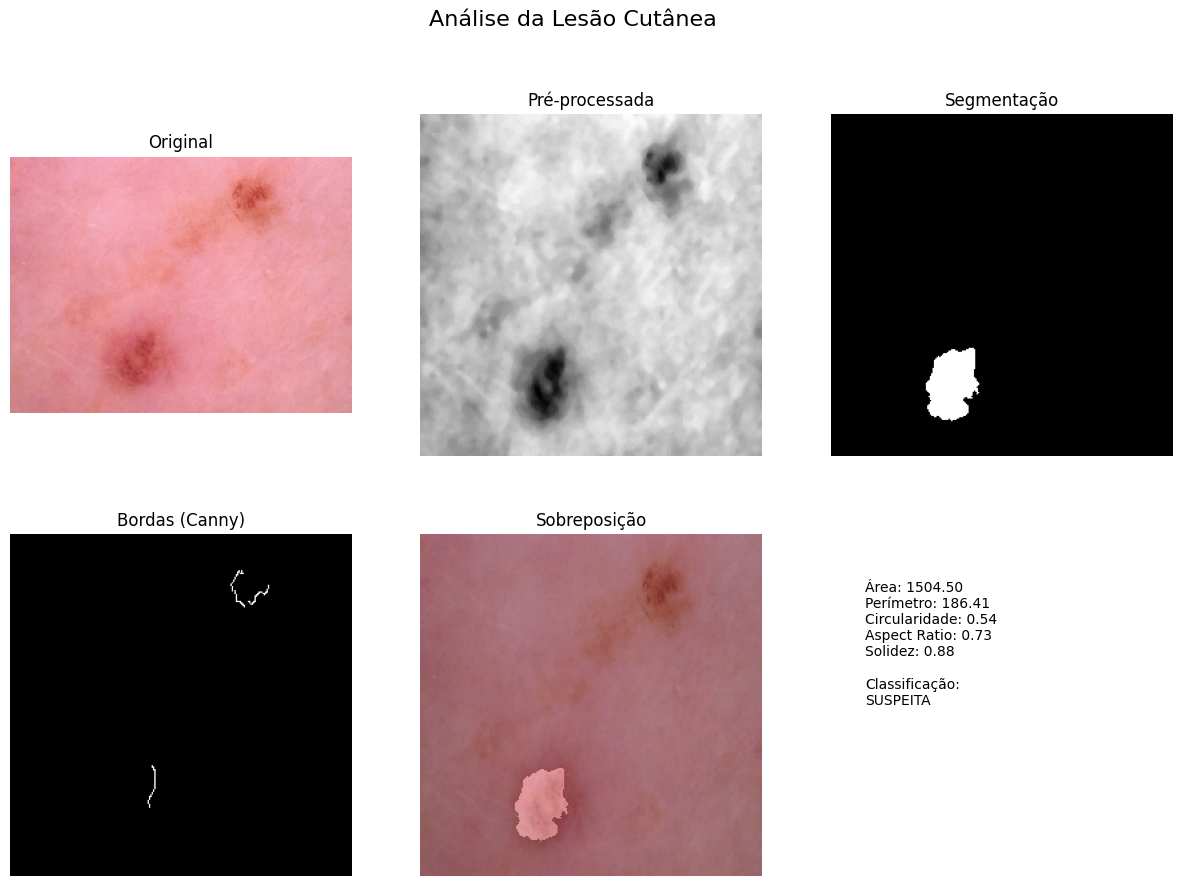 Análise da Lesão Cutânea
Original
Pré-processada
Segmentação
Bordas (Canny)
Sobreposição
Área: 1504.50
Perímetro: 186.41
Circularidade: 0.54
Aspect Ratio: 0.73
Solidez: 0.88
Classificação:
SUSPEITA